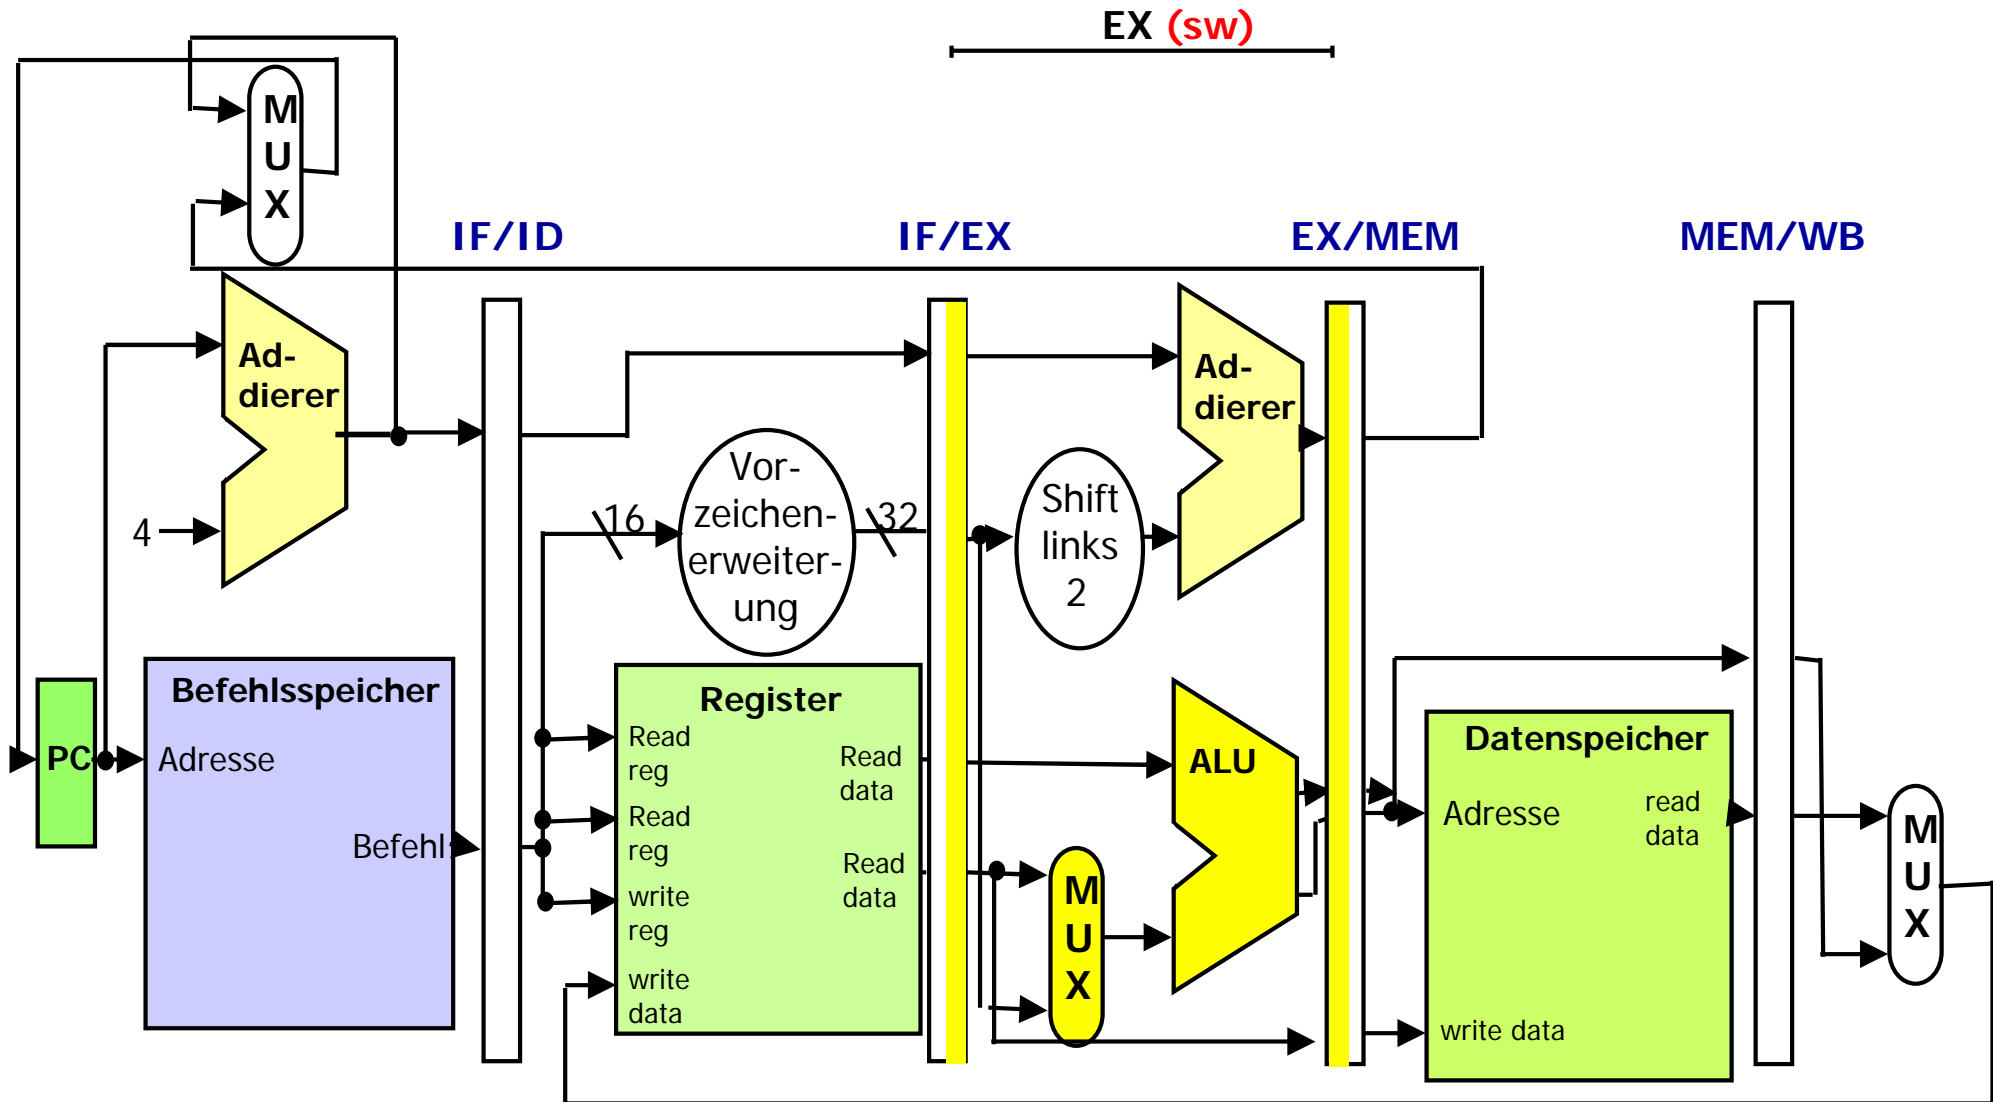 EX (sw)
M
U
X
IF/ID
IF/EX
EX/MEM
MEM/WB
Ad-
dierer
4
16
Vor-
zeichen-
erweiter-
ung
32
Shift
links
2
Ad-
dierer
PC
Befehlsspeicher
Adresse
Befehl
Register
Read
reg
Read
reg
write
reg
write
data
Read
data
Read
data
M
U
X
ALU
Datenspeicher
Adresse
read
data
write data
M
U
X